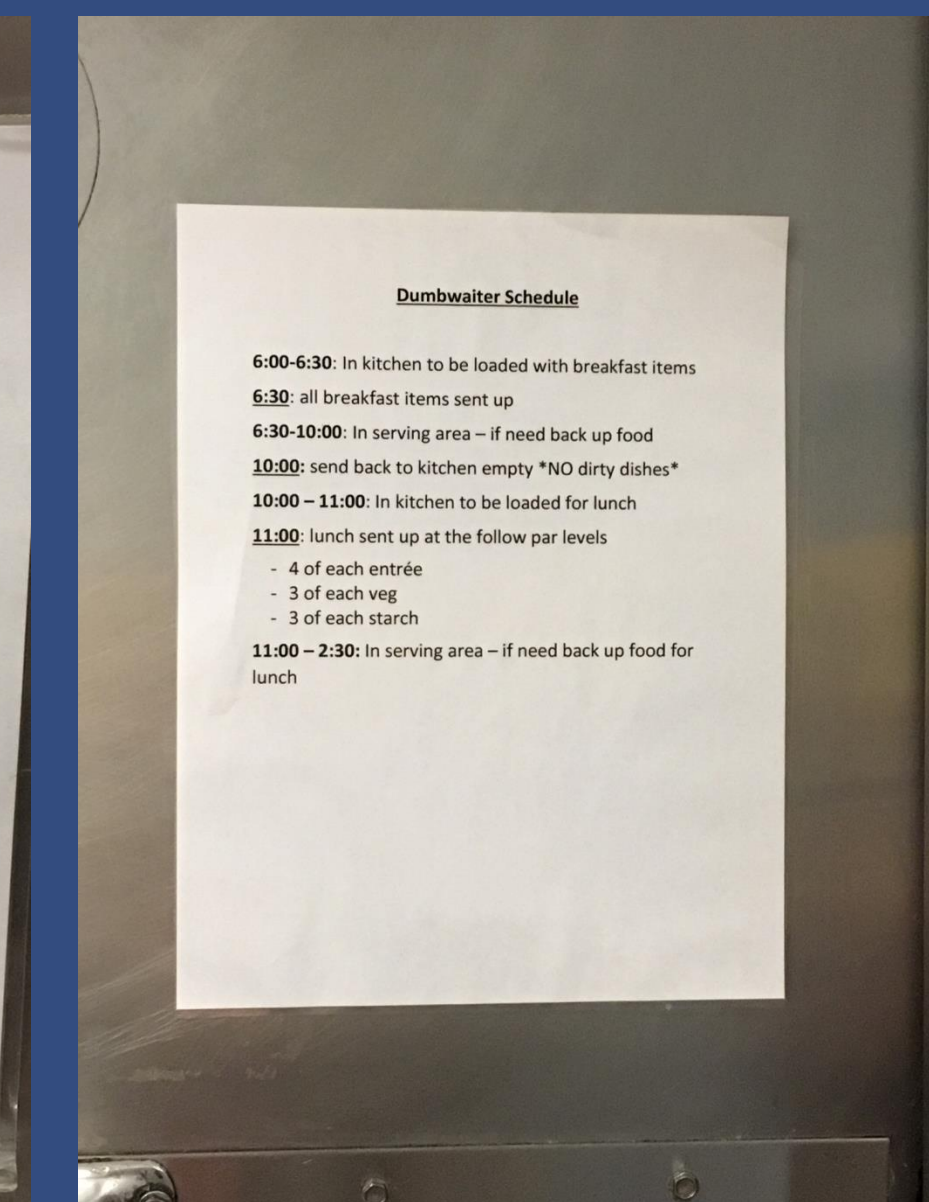 Dumbwaiter Schedule
6:00-6:30: In kitchen to be loaded with breakfast items
6:30: all breakfast items sent up
6:30-10:00: In serving area – if need back up food
10:00: send back to kitchen empty *NO dirty dishes*
10:00 – 11:00: In kitchen to be loaded for lunch
11:00: lunch sent up at the follow par levels
- 4 of each entrée
- 3 of each veg
- 3 of each starch
11:00 – 2:30: In serving area – if need back up food for
lunch